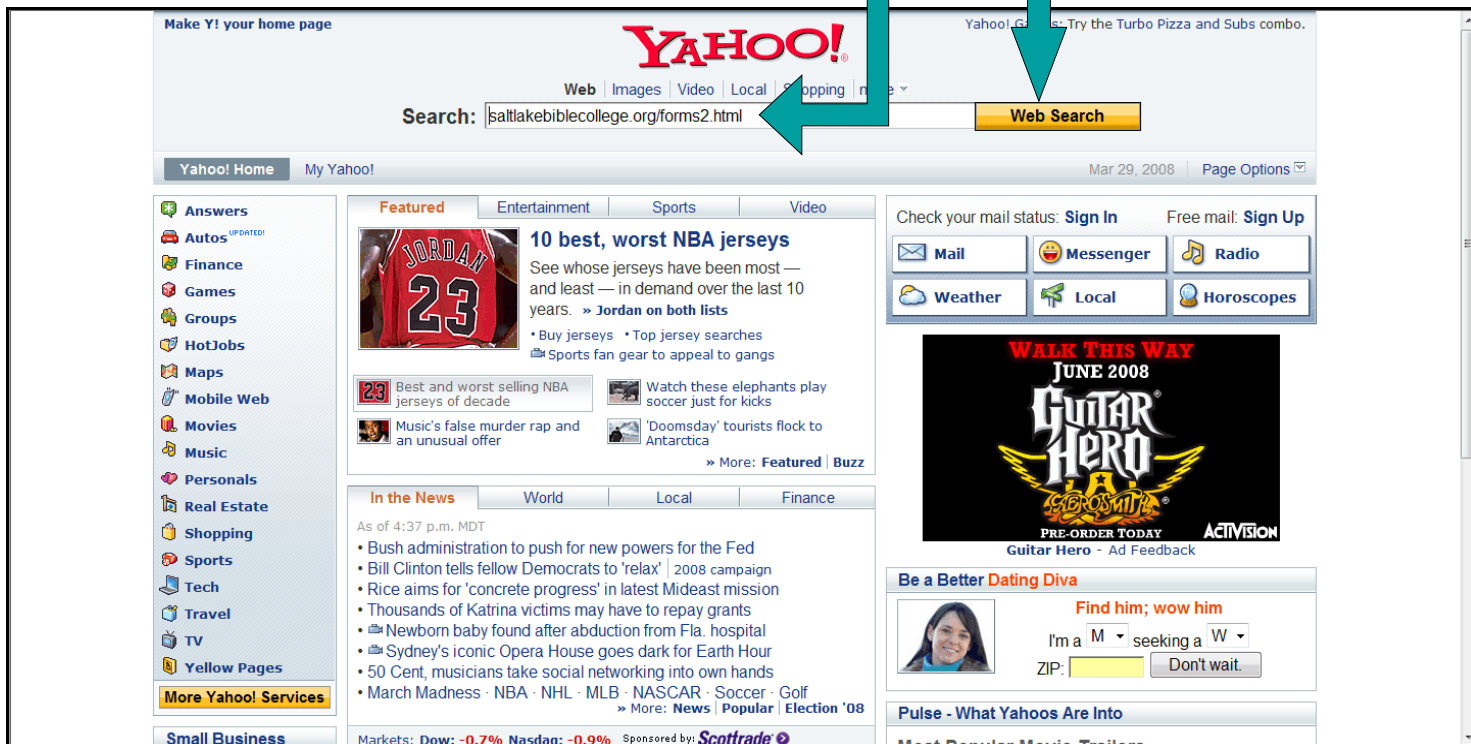 Make Y! your home page
YAHOO!
Yahoo! Games: Try the Turbo Pizza and Subs combo.
Web | Images | Video | Local | Shopping | more
Search: saltlakebiblecollege.org/forms2.html Web Search
Yahoo! Home My Yahoo! Mar 29, 2008 Page Options
Answers
Autos UPDATED!
Finance
Games
Groups
HotJobs
Maps
Mobile Web
Movies
Music
Personals
Real Estate
Shopping
Sports
Tech
Travel
TV
Yellow Pages
More Yahoo! Services
Small Business
Featured Entertainment Sports Video
JORDAN
23
10 best, worst NBA jerseys
See whose jerseys have been most —
and least — in demand over the last 10
years. » Jordan on both lists
• Buy jerseys • Top jersey searches
Sports fan gear to appeal to gangs
23
Best and worst selling NBA
jerseys of decade
Watch these elephants play
soccer just for kicks
Music's false murder rap and
an unusual offer
'Doomsday' tourists flock to
Antarctica
» More: Featured | Buzz
In the News World Local Finance
As of 4:37 p.m. MDT
• Bush administration to push for new powers for the Fed
• Bill Clinton tells fellow Democrats to 'relax' | 2008 campaign
• Rice aims for 'concrete progress' in latest Mideast mission
• Thousands of Katrina victims may have to repay grants
• Newborn baby found after abduction from Fla. hospital
• Sydney's iconic Opera House goes dark for Earth Hour
• 50 Cent, musicians take social networking into own hands
• March Madness · NBA · NHL · MLB · NASCAR · Soccer · Golf
» More: News | Popular | Election '08
Markets: Dow: -0.7% Nasdaq: -0.9% Sponsored by: Scottrade
Check your mail status: Sign In Free mail: Sign Up
Mail Messenger Radio
Weather Local Horoscopes
WALK THIS WAY
JUNE 2008
GUITAR
HERO
AEROSMITH
PRE-ORDER TODAY
ACTIVISION
Guitar Hero - Ad Feedback
Be a Better Dating Diva
Find him; wow him
I'm a M seeking a W
ZIP: Don't wait.
Pulse - What Yahoos Are Into
Most Popular Movie Trailers